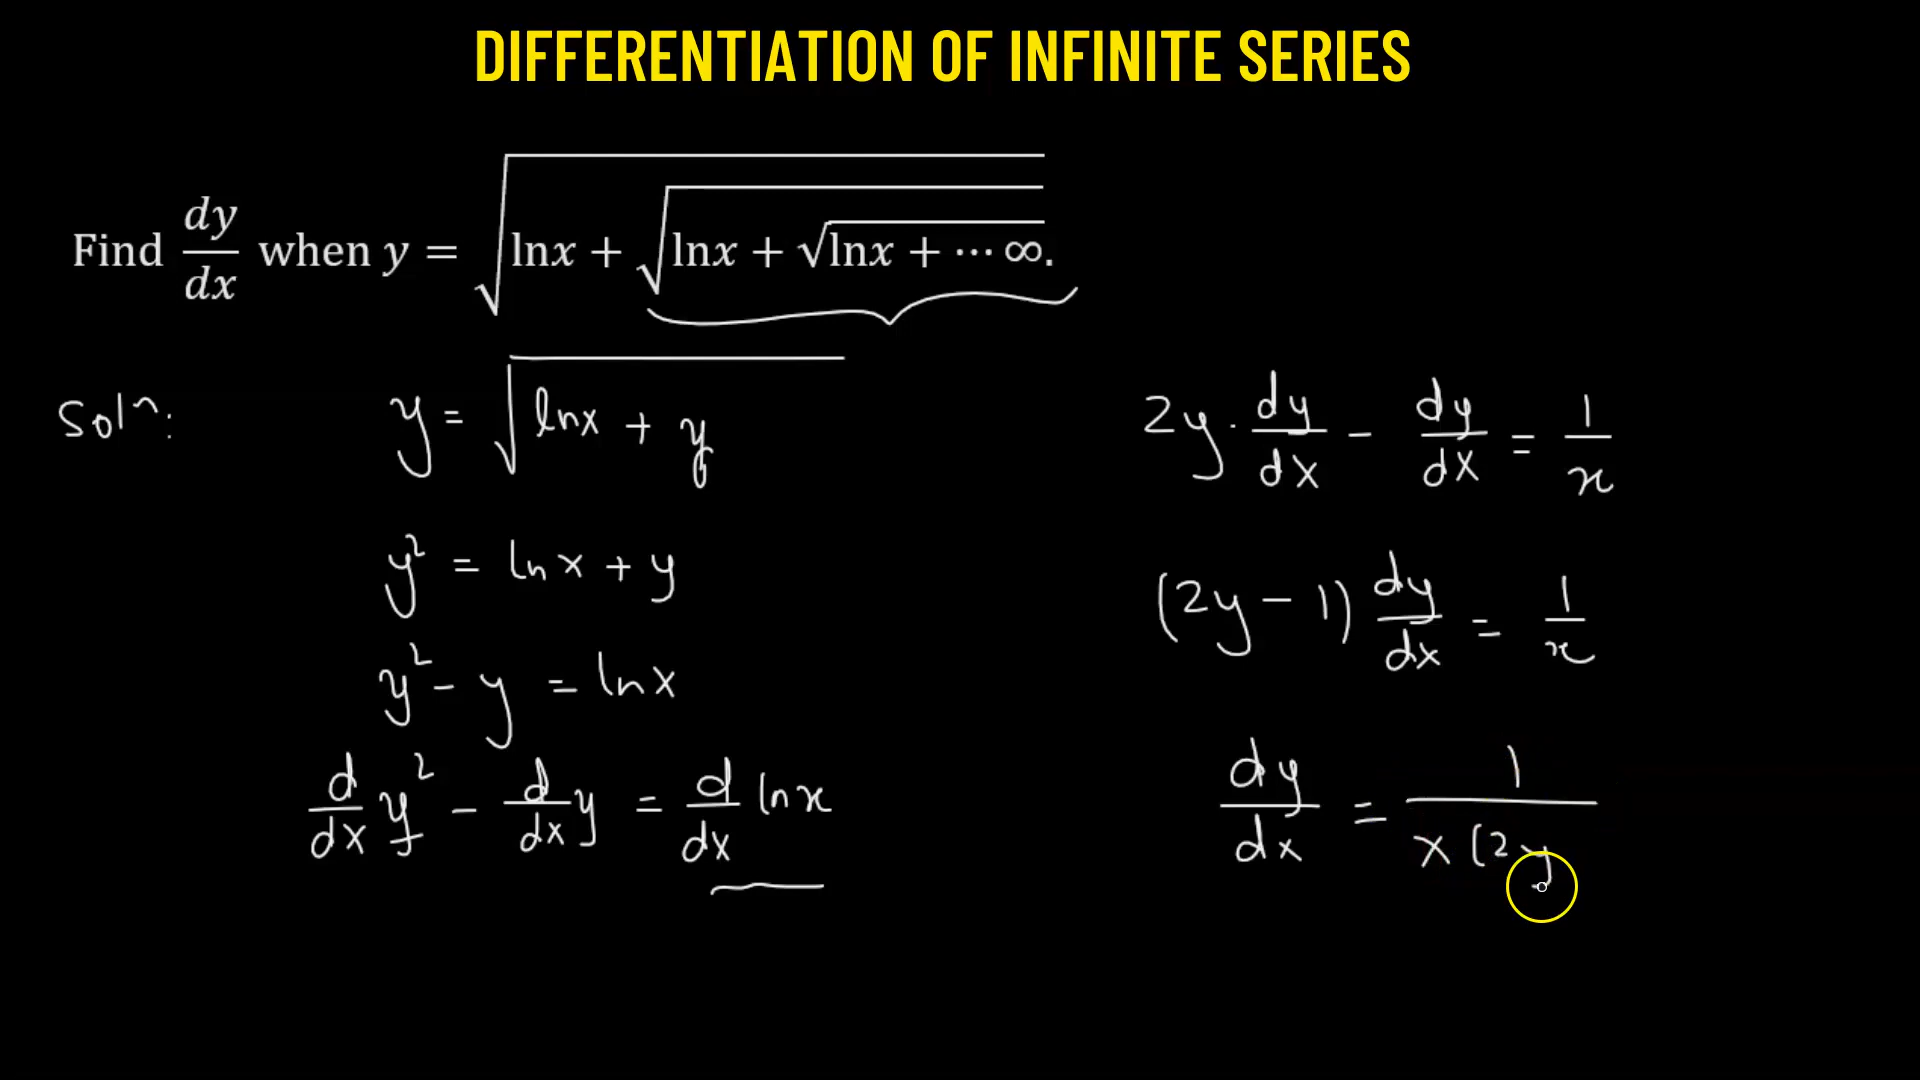 DIFFERENTIATION OF INFINITE SERIES
Find dy/dx when y = √(lnx + √(lnx + √(lnx + ⋯ ∞.
Solⁿ:
y = √(lnx + y)
y² = lnx + y
y² − y = lnx
d/dx y² − d/dx y = d/dx lnx
2y · dy/dx − dy/dx = 1/x
(2y − 1) dy/dx = 1/x
dy/dx = 1/x(2y